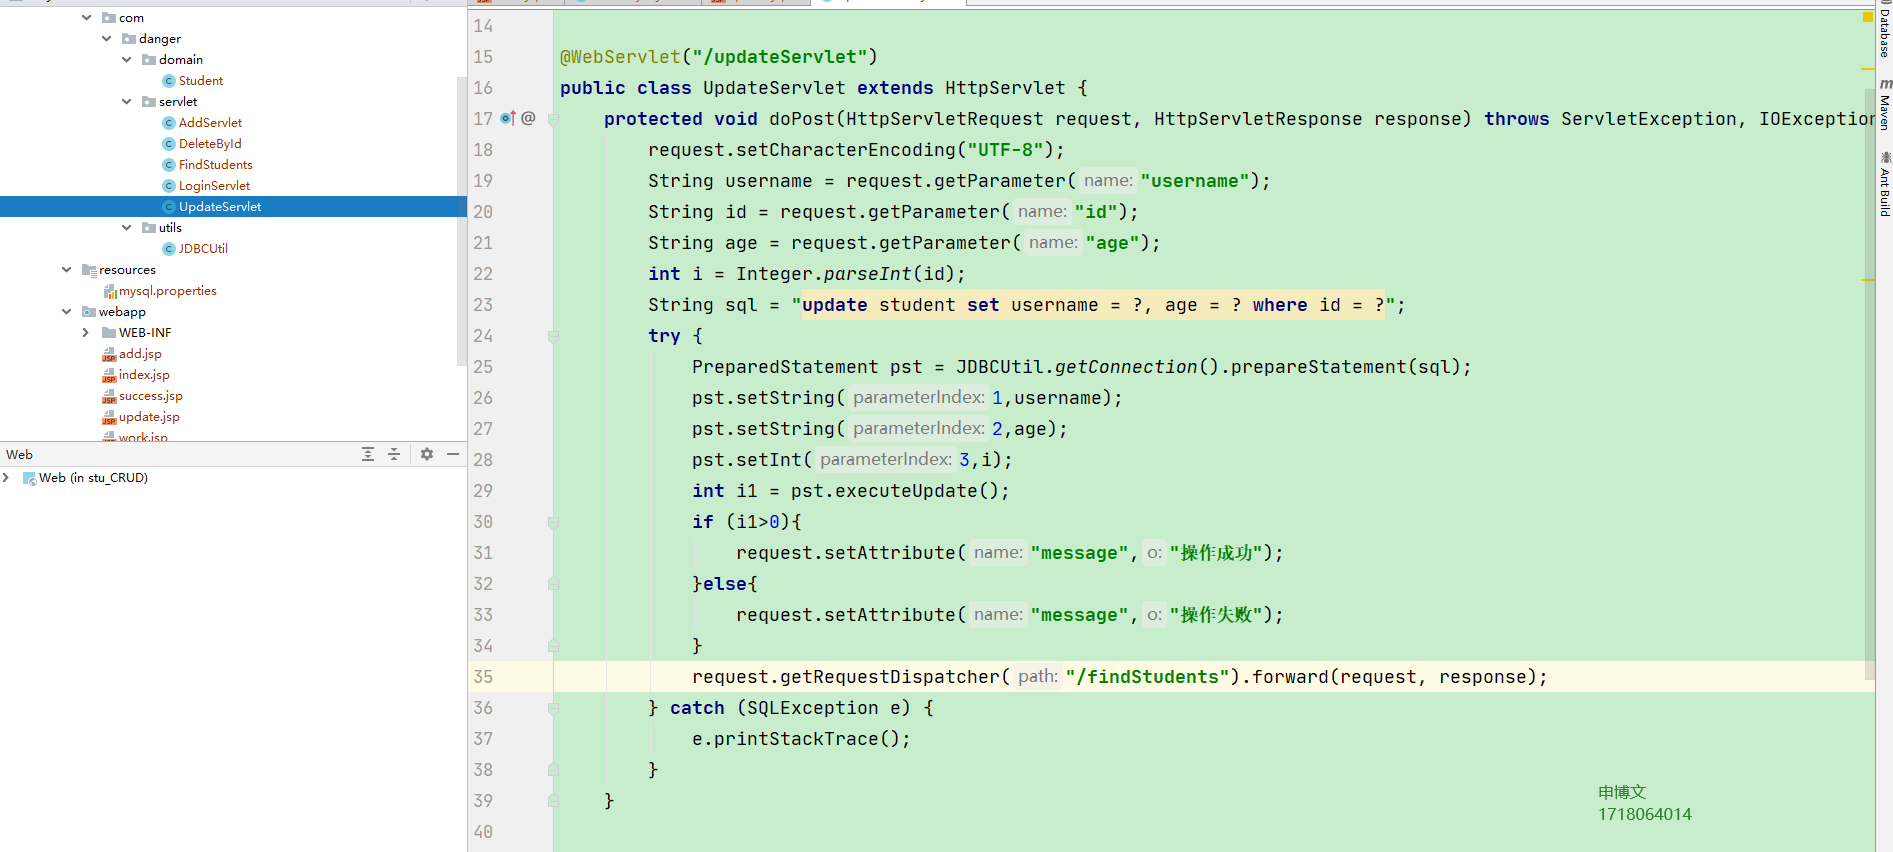 com
danger
domain
Student
servlet
AddServlet
DeleteById
FindStudents
LoginServlet
UpdateServlet
utils
JDBCUtil
resources
mysql.properties
webapp
WEB-INF
add.jsp
index.jsp
success.jsp
update.jsp
work.jsp
Web
Web (in stu_CRUD)
14
15 @WebServlet("/updateServlet")
16 public class UpdateServlet extends HttpServlet {
17 @ protected void doPost(HttpServletRequest request, HttpServletResponse response) throws ServletException, IOException
18 request.setCharacterEncoding("UTF-8");
19 String username = request.getParameter( name: "username");
20 String id = request.getParameter( name: "id");
21 String age = request.getParameter( name: "age");
22 int i = Integer.parseInt(id);
23 String sql = "update student set username = ?, age = ? where id = ?";
24 try {
25 PreparedStatement pst = JDBCUtil.getConnection().prepareStatement(sql);
26 pst.setString( parameterIndex: 1,username);
27 pst.setString( parameterIndex: 2,age);
28 pst.setInt( parameterIndex: 3,i);
29 int i1 = pst.executeUpdate();
30 if (i1>0){
31 request.setAttribute( name: "message", o: "操作成功");
32 }else{
33 request.setAttribute( name: "message", o: "操作失败");
34 }
35 request.getRequestDispatcher( path: "/findStudents").forward(request, response);
36 } catch (SQLException e) {
37 e.printStackTrace();
38 }
39 }
40
申博文
1718064014
Database
Maven
Ant Build